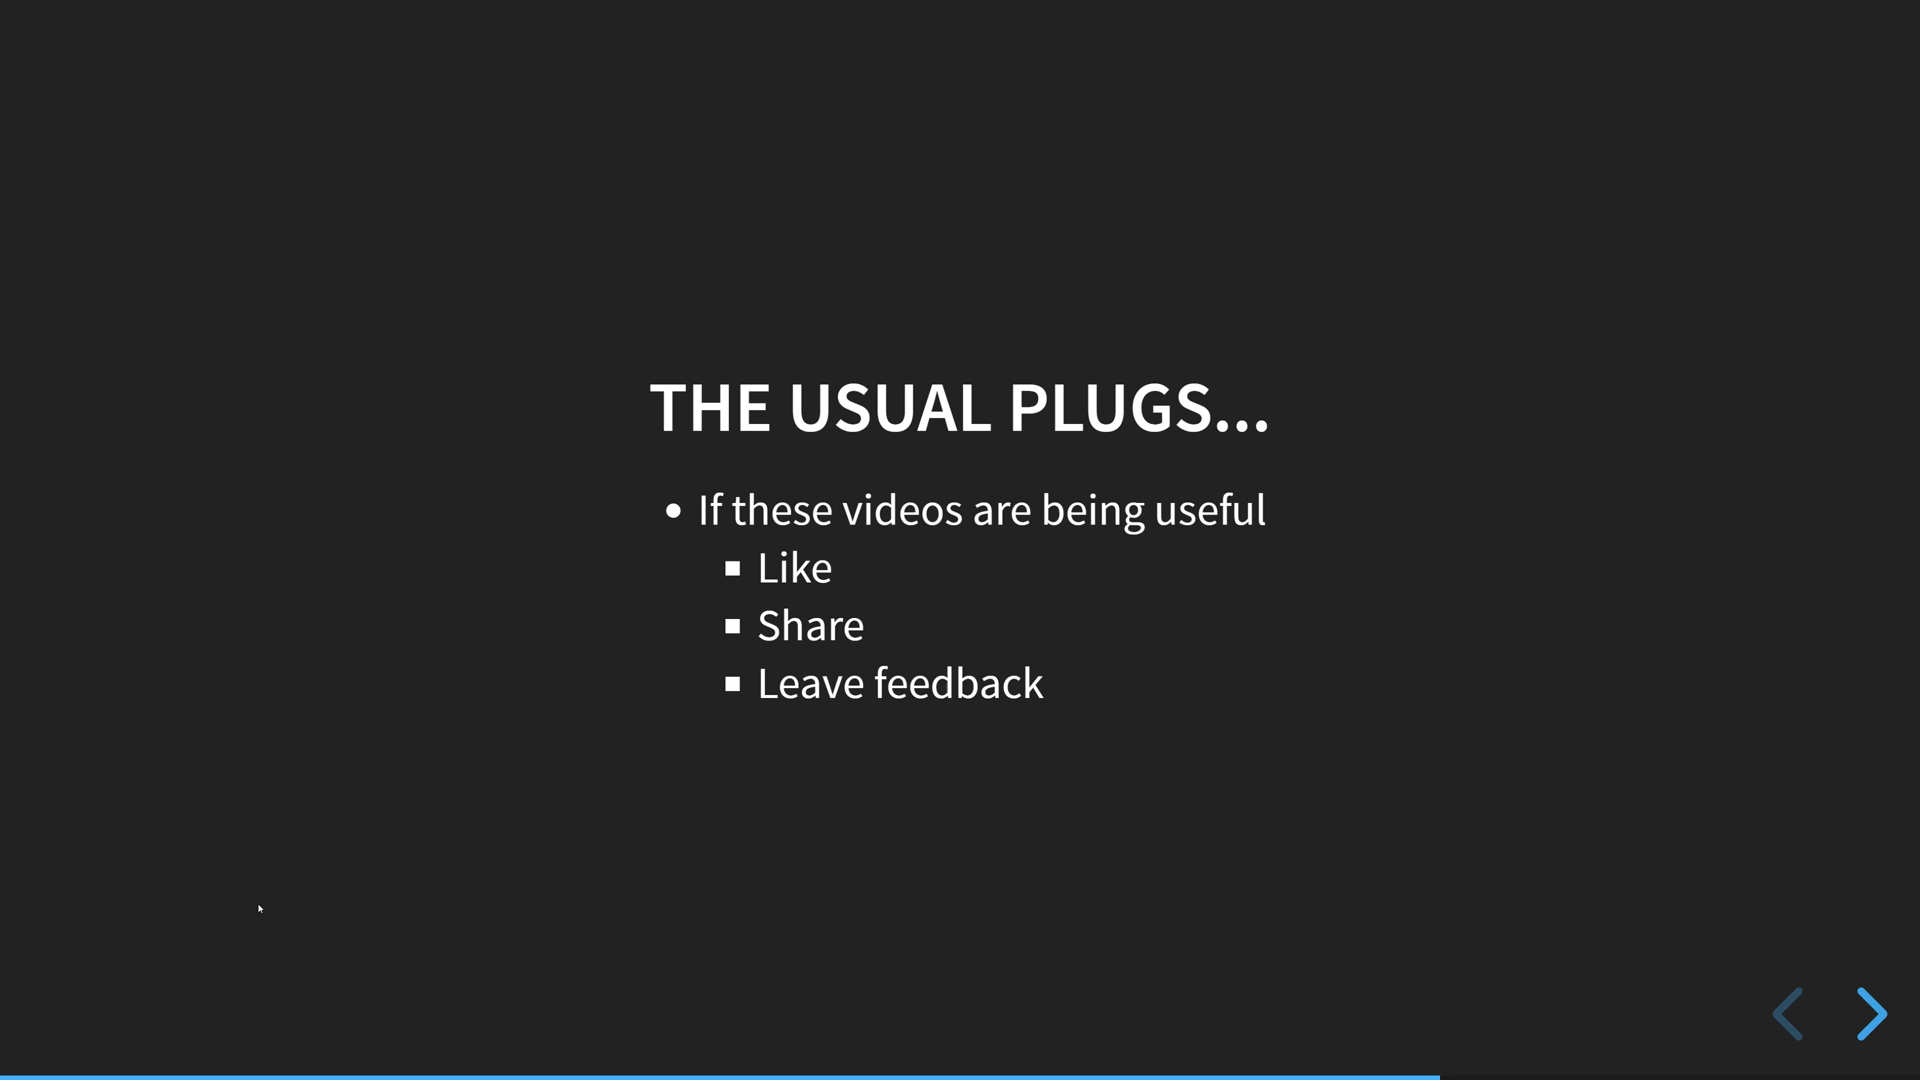 THE USUAL PLUGS...
• If these videos are being useful
▪ Like
▪ Share
▪ Leave feedback